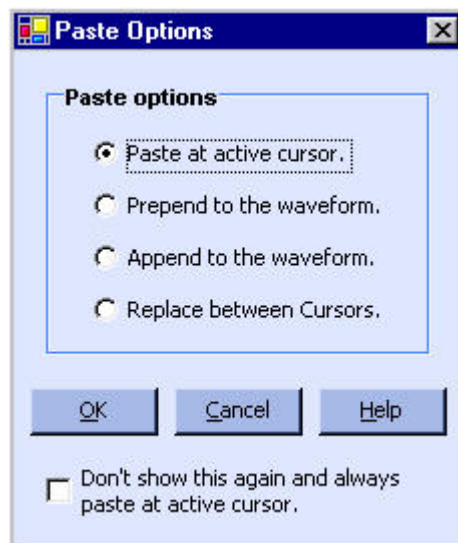 Paste Options
Paste options
Paste at active cursor.
Prepend to the waveform.
Append to the waveform.
Replace between Cursors.
OK
Cancel
Help
Don't show this again and always
paste at active cursor.